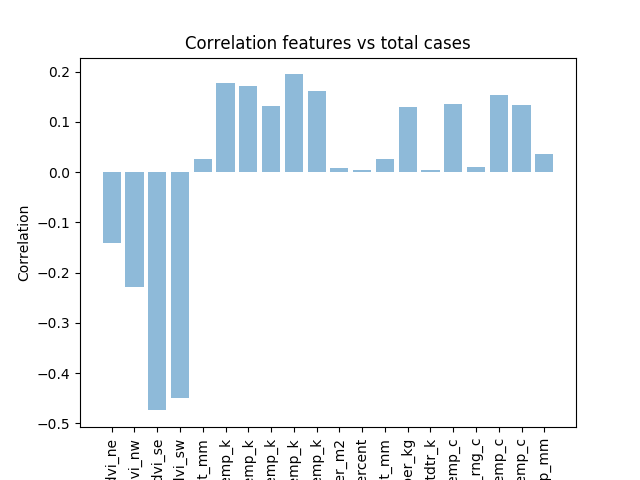 Correlation features vs total cases
Correlation
0.2
0.1
0.0
−0.1
−0.2
−0.3
−0.4
−0.5
dvi_ne
dvi_nw
dvi_se
dvi_sw
t_mm
emp_k
emp_k
emp_k
emp_k
emp_k
er_m2
ercent
t_mm
per_kg
tdtr_k
emp_c
_rng_c
emp_c
emp_c
p_mm